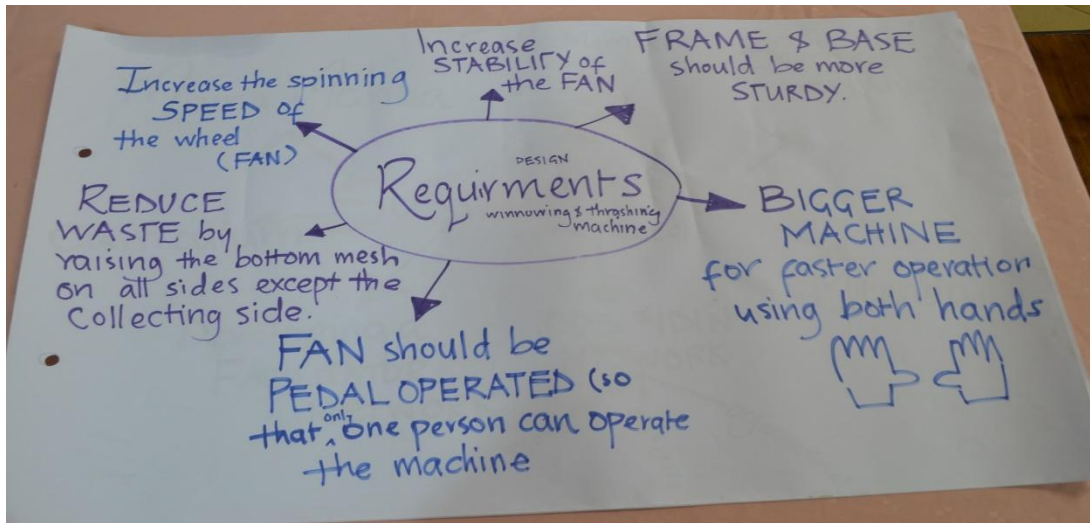 Increase the spinning
SPEED of
the wheel
(FAN)
Increase
STABILITY of
the FAN
FRAME & BASE
should be more
STURDY.
DESIGN
Requirments
winnowing & thrashing
machine
REDUCE
WASTE by
raising the bottom mesh
on all sides except the
Collecting side.
BIGGER
MACHINE
for faster operation
using both hands
FAN should be
PEDAL OPERATED (so
that only one person can operate
the machine